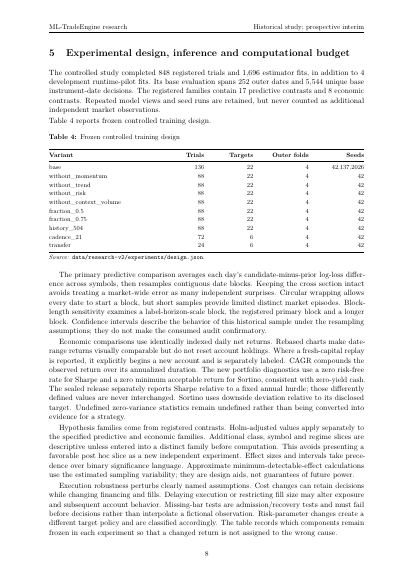 ML-TradeEngine research
Historical study; prospective interim
5 Experimental design, inference and computational budget
The controlled study completed 848 registered trials and 1,696 estimator fits, in addition to 4
development runtime-pilot fits. Its base evaluation spans 252 outer dates and 5,544 unique base
instrument-date decisions. The registered families contain 17 predictive contrasts and 8 economic
contrasts. Repeated model views and seed runs are retained, but never counted as additional
independent market observations.
Table 4 reports frozen controlled training design.
Table 4: Frozen controlled training design
Variant Trials Targets Outer folds Seeds
base 136 22 4 42,137,2026
without_momentum 88 22 4 42
without_trend 88 22 4 42
without_risk 88 22 4 42
without_context_volume 88 22 4 42
fraction_0.5 88 22 4 42
fraction_0.75 88 22 4 42
history_504 88 22 4 42
cadence_21 72 6 4 42
transfer 24 6 4 42
Source: data/research-v2/experiments/design.json.
The primary predictive comparison averages each day's candidate-minus-prior log-loss differ-
ence across symbols, then resamples contiguous date blocks. Keeping the cross section intact
avoids treating a market-wide error as many independent surprises. Circular wrapping allows
every date to start a block, but short samples provide limited distinct market episodes. Block-
length sensitivity examines a label-horizon-scale block, the registered primary block and a longer
block. Confidence intervals describe the behavior of this historical sample under the resampling
assumptions; they do not make the consumed audit confirmatory.
Economic comparisons use identically indexed daily net returns. Rebased charts make date-
range returns visually comparable but do not reset account holdings. Where a fresh-capital replay
is reported, it explicitly begins a new account and is separately labeled. CAGR compounds the
observed return over its annualized duration. The new portfolio diagnostics use a zero risk-free
rate for Sharpe and a zero minimum acceptable return for Sortino, consistent with zero-yield cash.
The sealed release separately reports Sharpe relative to a fixed annual hurdle; those differently
defined values are never interchanged. Sortino uses downside deviation relative to its disclosed
target. Undefined zero-variance statistics remain undefined rather than being converted into
evidence for a strategy.
Hypothesis families come from registered contrasts. Holm-adjusted values apply separately to
the specified predictive and economic families. Additional class, symbol and regime slices are
descriptive unless entered into a distinct family before computation. This avoids presenting a
favorable post hoc slice as a new independent experiment. Effect sizes and intervals take prece-
dence over binary significance language. Approximate minimum-detectable-effect calculations
use the estimated sampling variability; they are design aids, not guarantees of future power.
Execution robustness perturbs clearly named assumptions. Cost changes can retain decisions
while changing financing and fills. Delaying execution or restricting fill size may alter exposure
and subsequent account behavior. Missing-bar tests are admission/recovery tests and must fail
before decisions rather than interpolate a fictional observation. Risk-parameter changes create a
different target policy and are classified accordingly. The table records which components remain
frozen in each experiment so that a changed return is not assigned to the wrong cause.
8